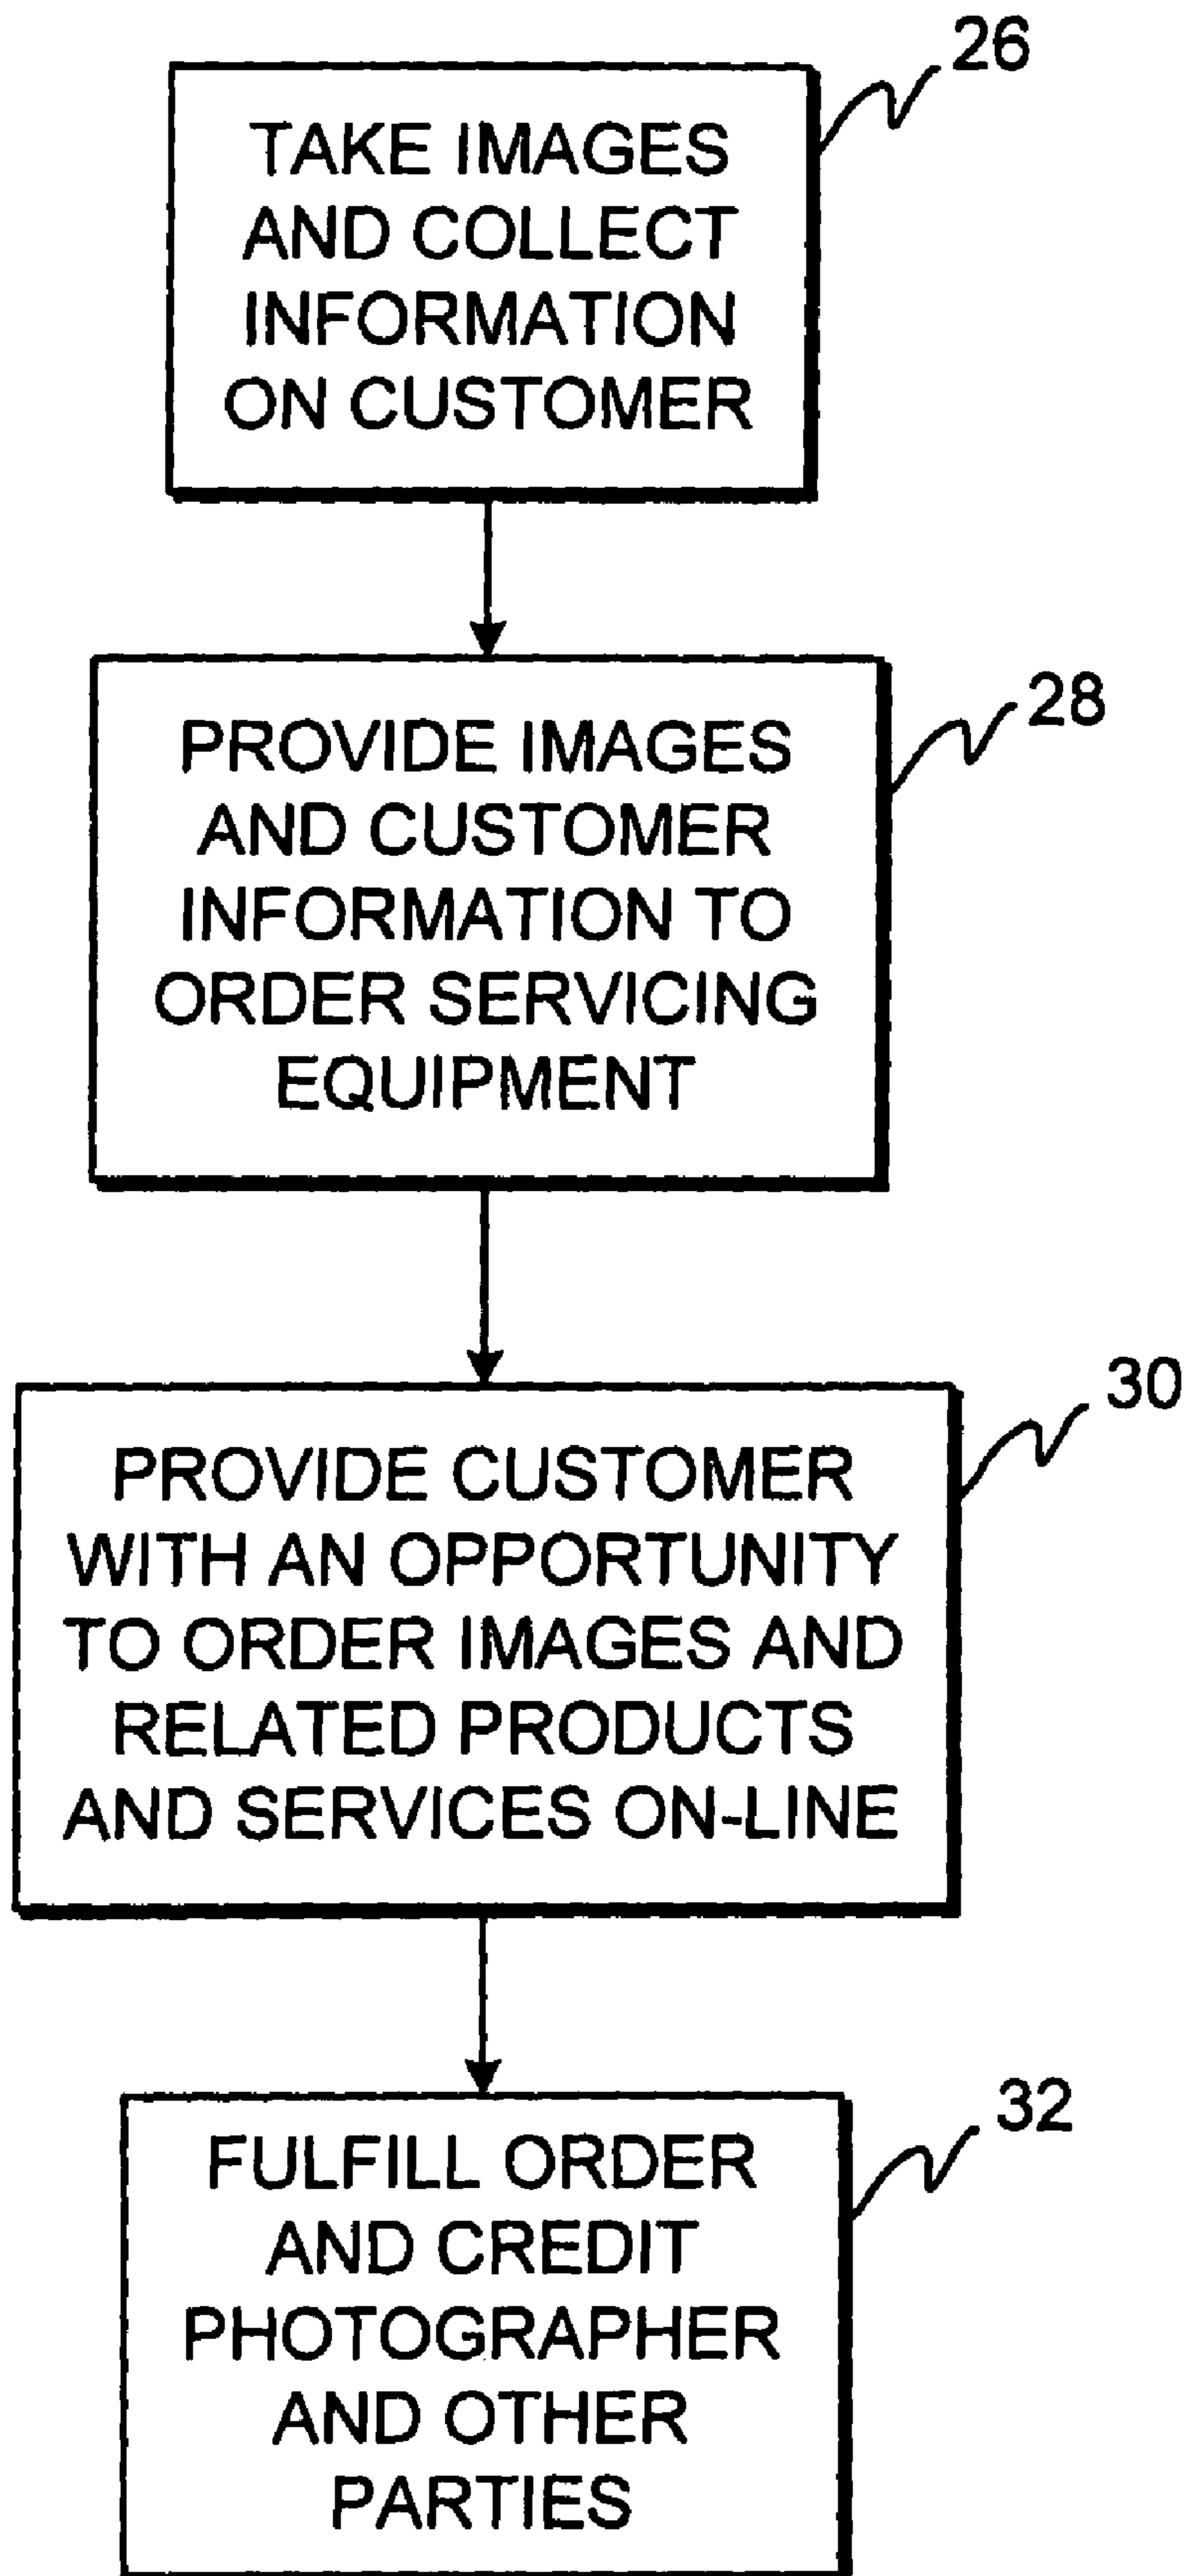 26
TAKE IMAGES
AND COLLECT
INFORMATION
ON CUSTOMER
28
PROVIDE IMAGES
AND CUSTOMER
INFORMATION TO
ORDER SERVICING
EQUIPMENT
30
PROVIDE CUSTOMER
WITH AN OPPORTUNITY
TO ORDER IMAGES AND
RELATED PRODUCTS
AND SERVICES ON-LINE
32
FULFILL ORDER
AND CREDIT
PHOTOGRAPHER
AND OTHER
PARTIES